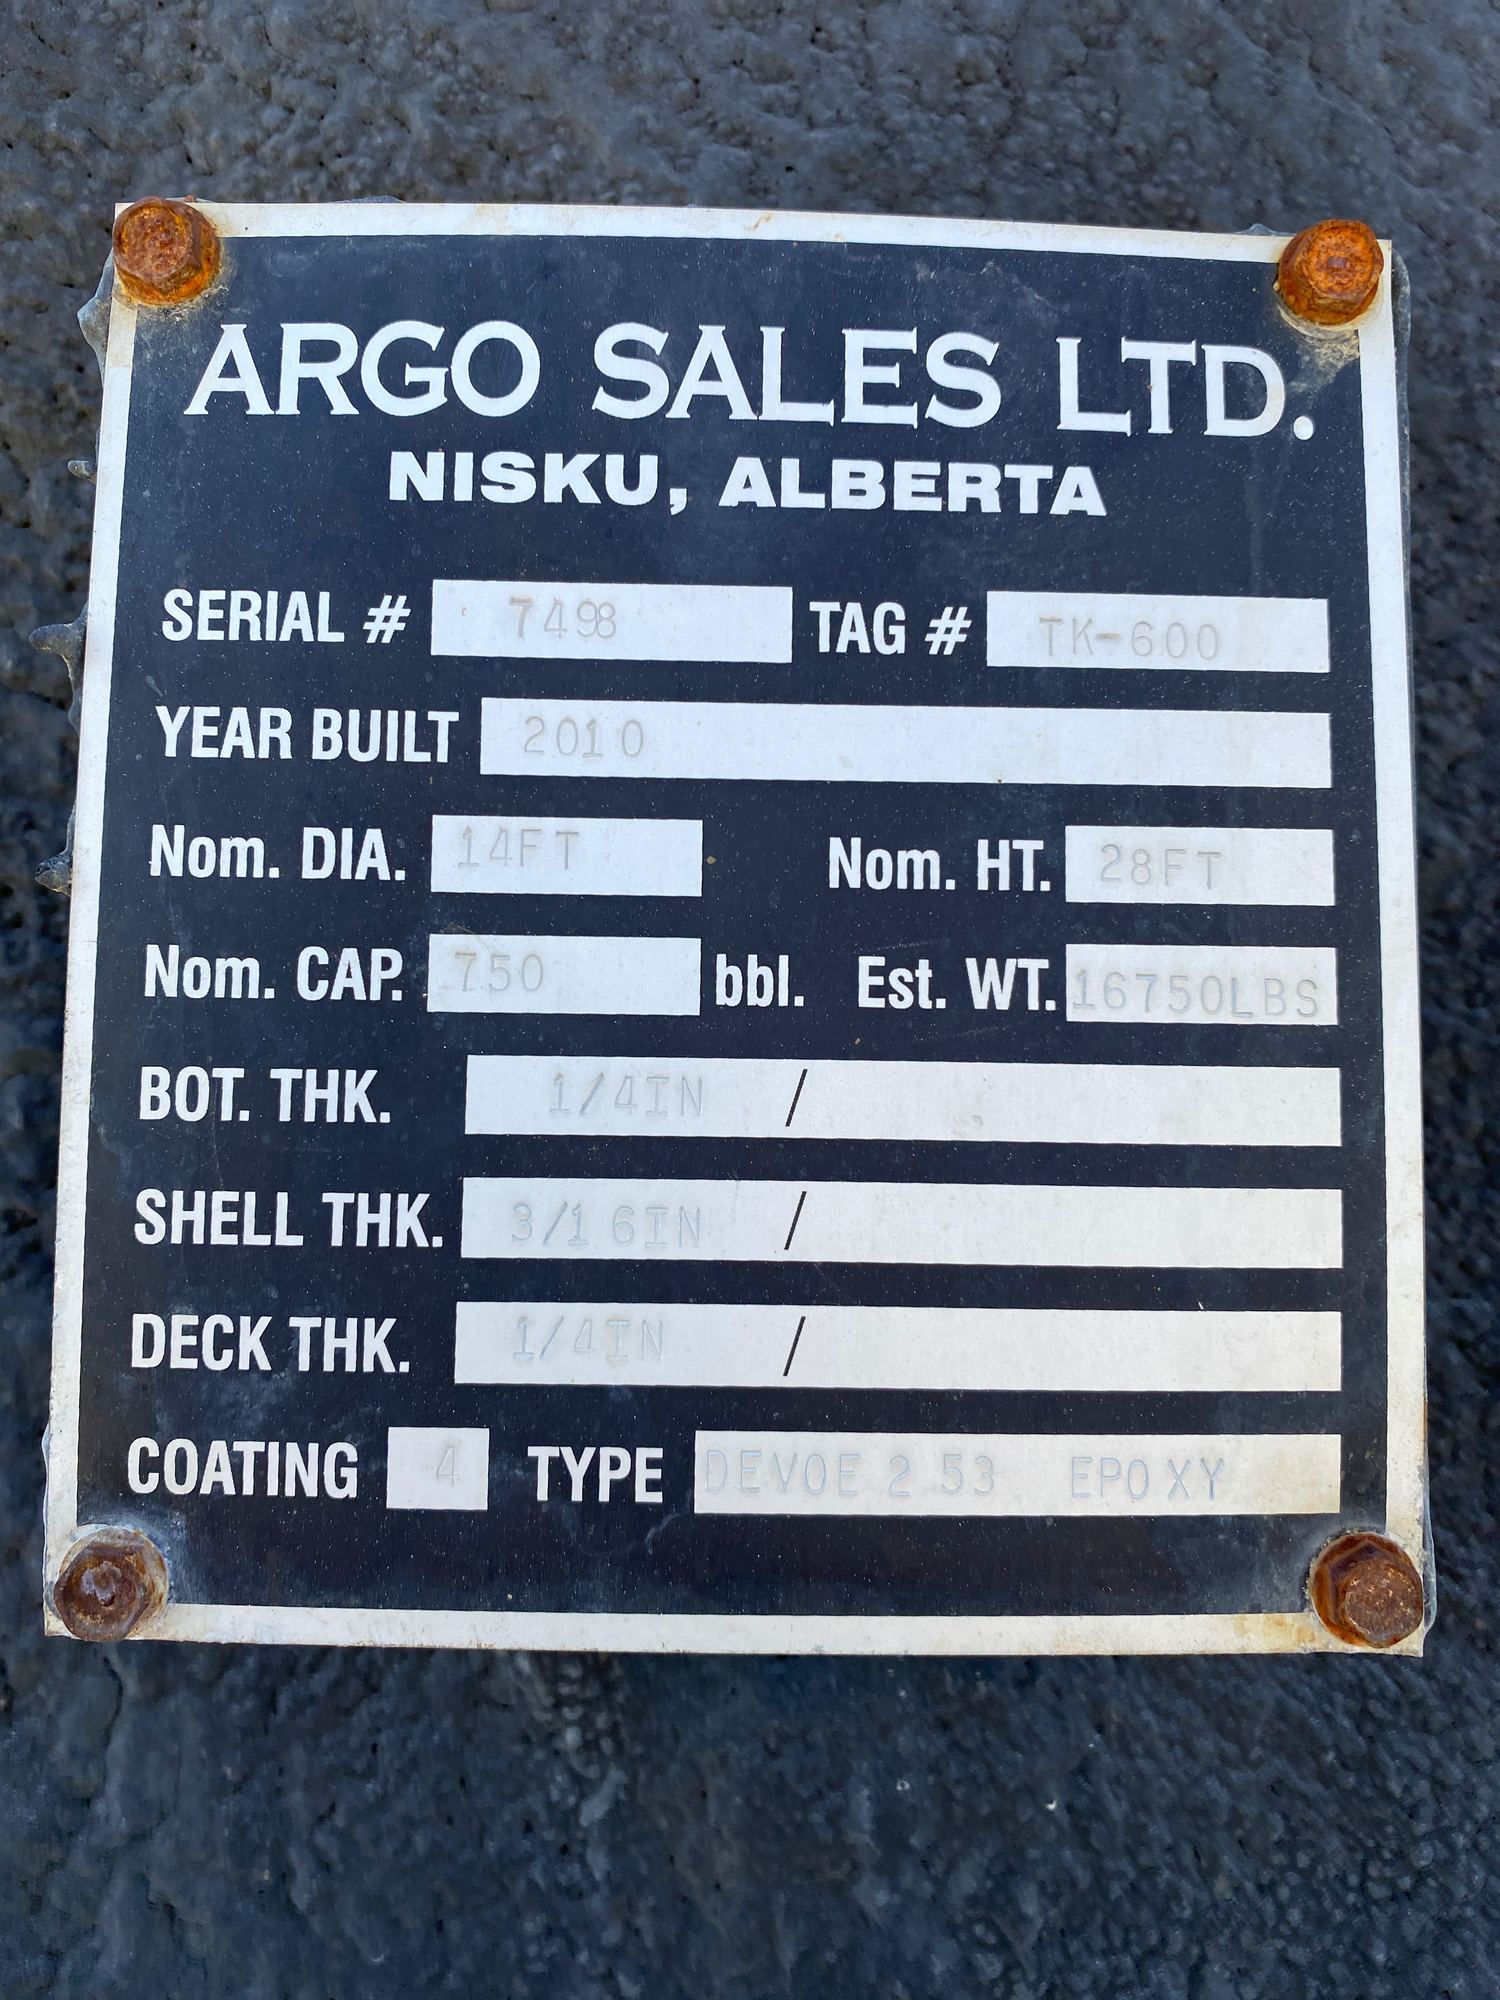 ARGO SALES LTD.
NISKU, ALBERTA
SERIAL # 7498 TAG # TK-600
YEAR BUILT 2010
Nom. DIA. 14FT Nom. HT. 28FT
Nom. CAP. 750 bbl. Est. WT. 16750LBS
BOT. THK. 1/4IN /
SHELL THK. 3/16IN /
DECK THK. 1/4IN /
COATING 4 TYPE DEVOE 253 EPOXY